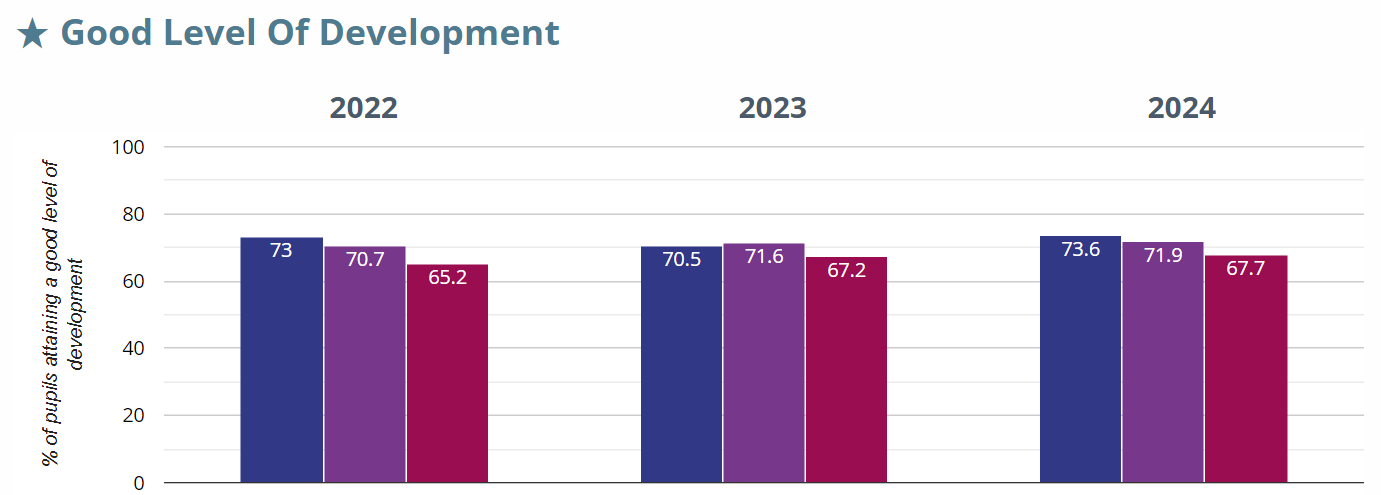 ★ Good Level Of Development
2022 2023 2024
% of pupils attaining a good level of
development
100
80
60
40
20
0
73 70.7 65.2 70.5 71.6 67.2 73.6 71.9 67.7